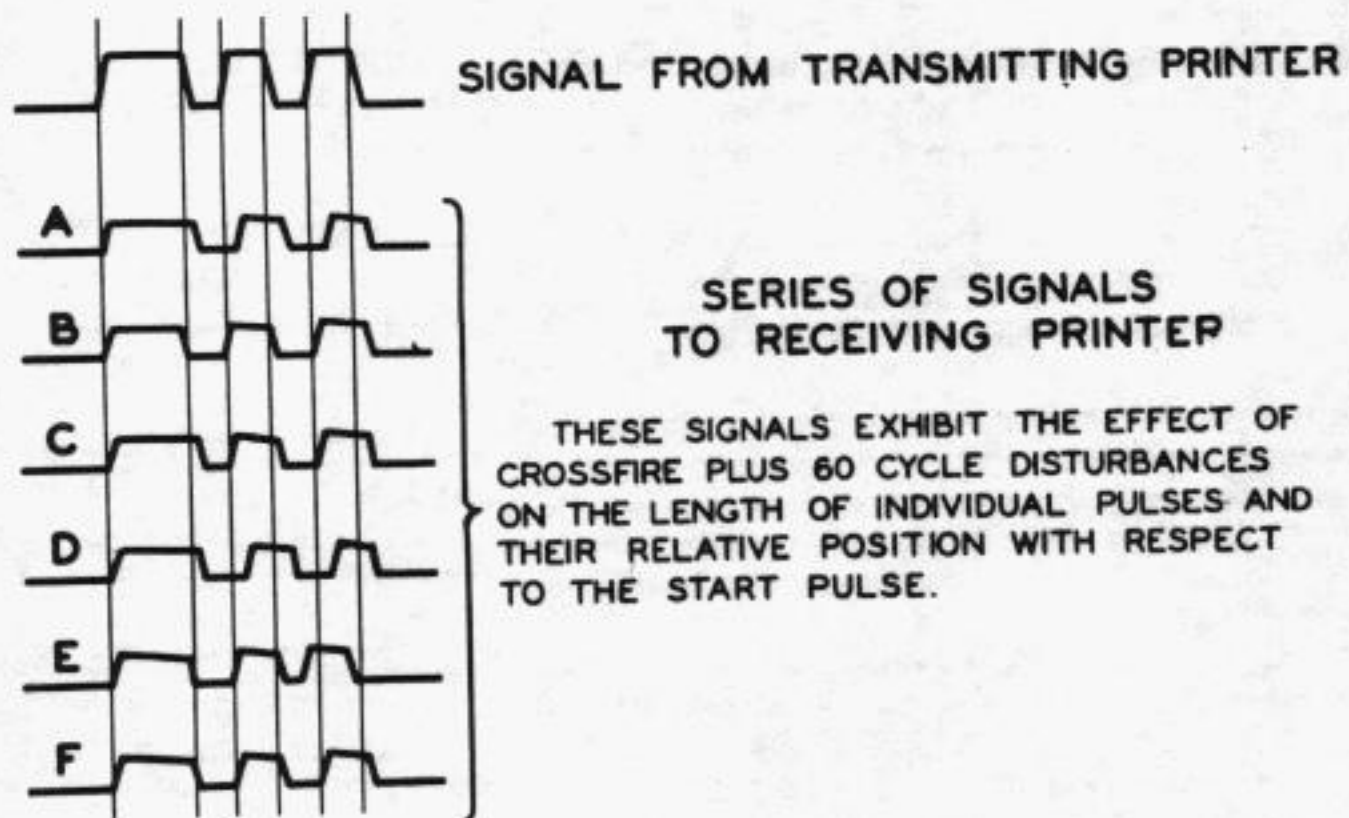 SIGNAL FROM TRANSMITTING PRINTER
A
B
C
D
E
F
SERIES OF SIGNALS
TO RECEIVING PRINTER
THESE SIGNALS EXHIBIT THE EFFECT OF
CROSSFIRE PLUS 60 CYCLE DISTURBANCES
ON THE LENGTH OF INDIVIDUAL PULSES AND
THEIR RELATIVE POSITION WITH RESPECT
TO THE START PULSE.